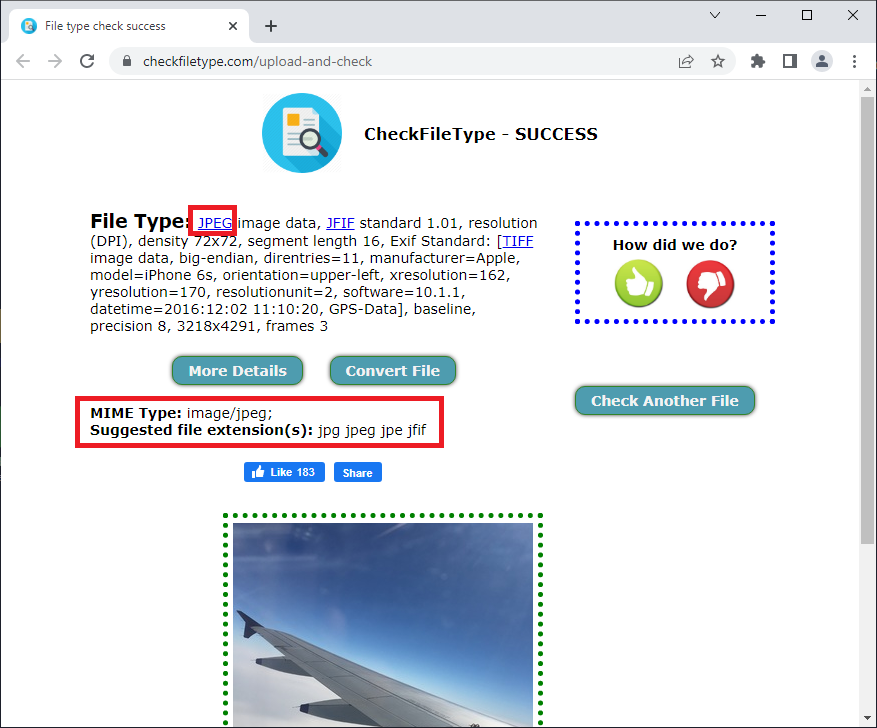 File type check success
checkfiletype.com/upload-and-check
CheckFileType - SUCCESS
File Type: JPEG image data, JFIF standard 1.01, resolution
(DPI), density 72x72, segment length 16, Exif Standard: [TIFF
image data, big-endian, direntries=11, manufacturer=Apple,
model=iPhone 6s, orientation=upper-left, xresolution=162,
yresolution=170, resolutionunit=2, software=10.1.1,
datetime=2016:12:02 11:10:20, GPS-Data], baseline,
precision 8, 3218x4291, frames 3
How did we do?
More Details
Convert File
Check Another File
MIME Type: image/jpeg;
Suggested file extension(s): jpg jpeg jpe jfif
Like 183
Share